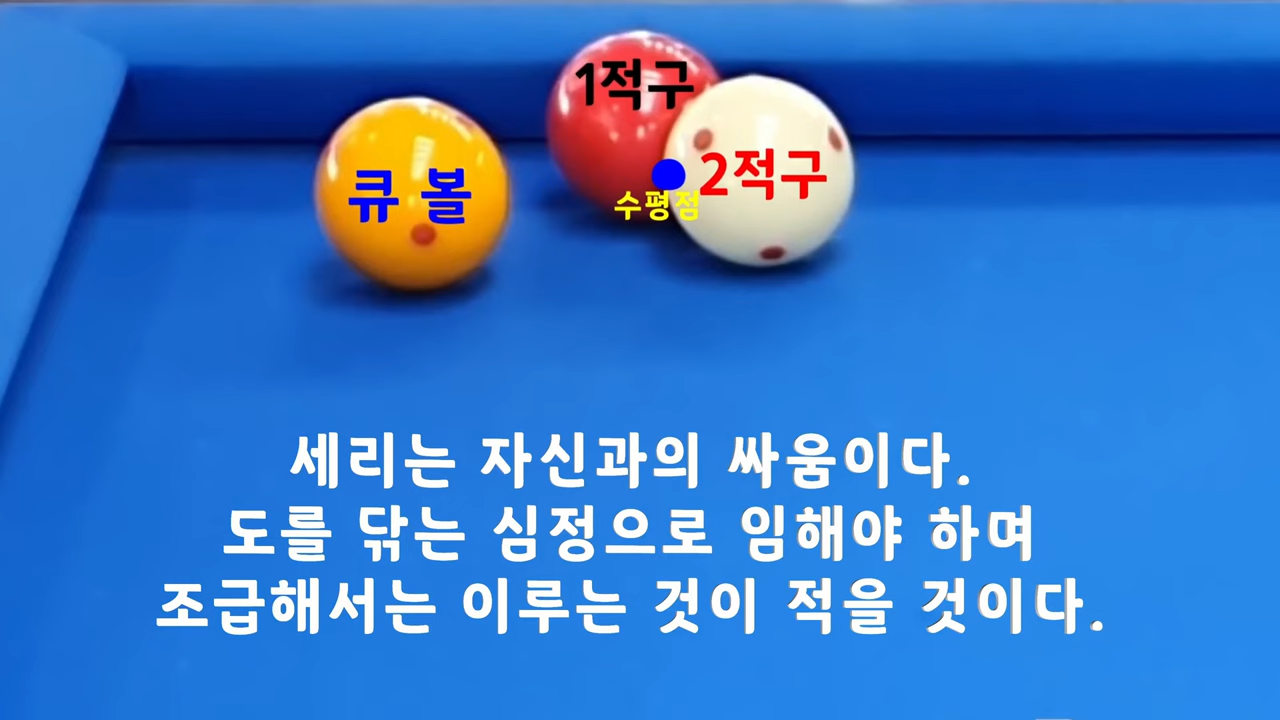 1적구
큐 볼
2적구
수평점
세리는 자신과의 싸움이다.
도를 닦는 심정으로 임해야 하며
조급해서는 이루는 것이 적을 것이다.